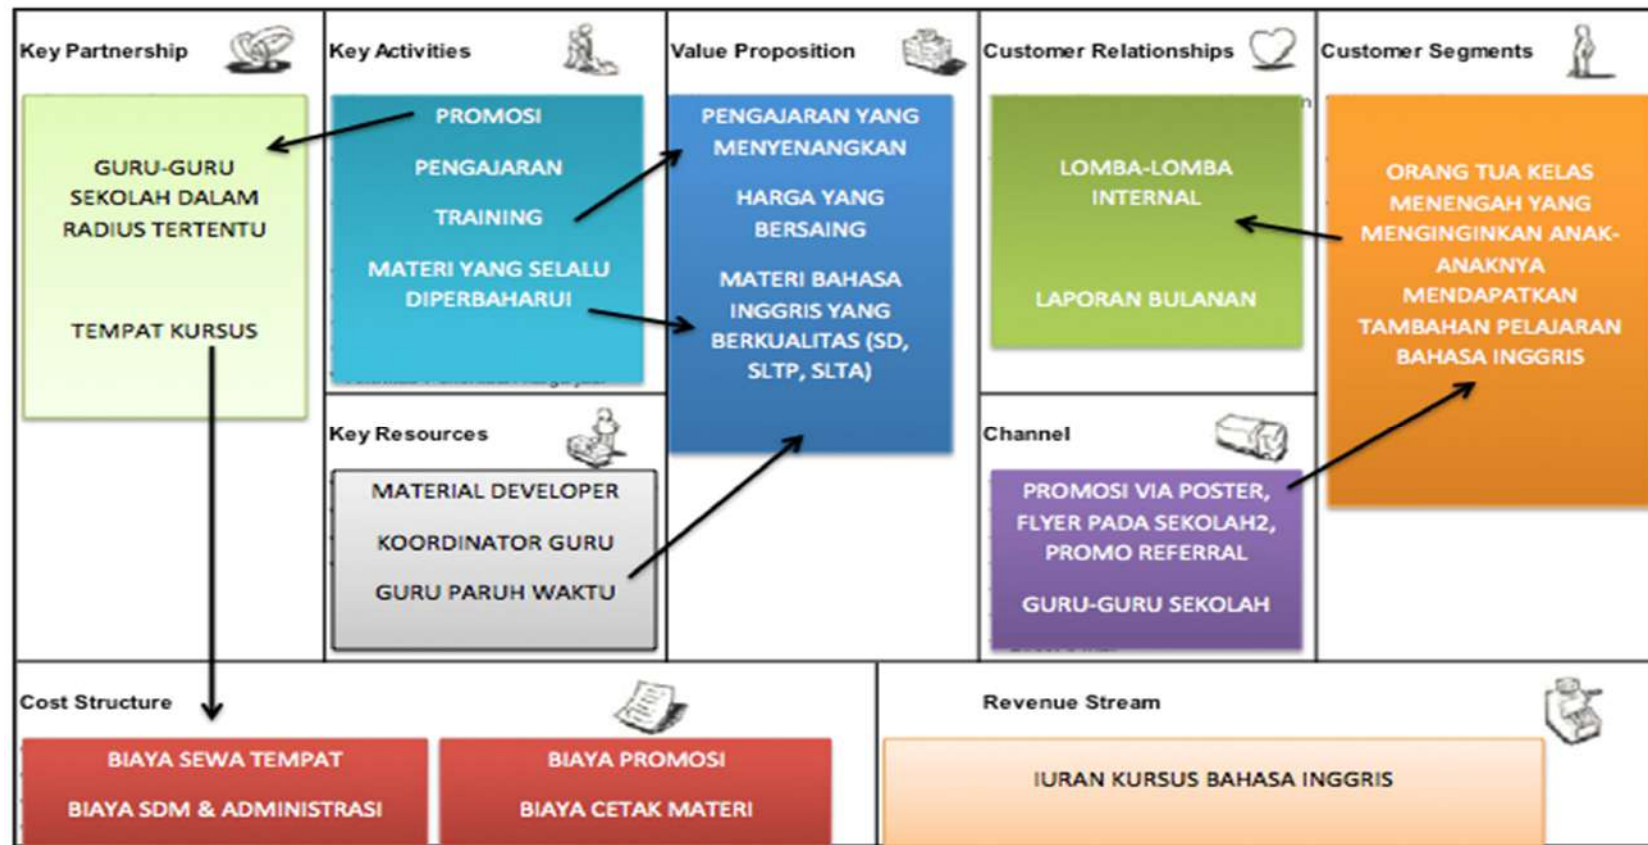 Key Partnership
GURU-GURU
SEKOLAH DALAM
RADIUS TERTENTU
TEMPAT KURSUS
Key Activities
PROMOSI
PENGAJARAN
TRAINING
MATERI YANG SELALU
DIPERBAHARUI
Key Resources
MATERIAL DEVELOPER
KOORDINATOR GURU
GURU PARUH WAKTU
Value Proposition
PENGAJARAN YANG
MENYENANGKAN
HARGA YANG
BERSAING
MATERI BAHASA
INGGRIS YANG
BERKUALITAS (SD,
SLTP, SLTA)
Customer Relationships
LOMBA-LOMBA
INTERNAL
LAPORAN BULANAN
Channel
PROMOSI VIA POSTER,
FLYER PADA SEKOLAH2,
PROMO REFERRAL
GURU-GURU SEKOLAH
Customer Segments
ORANG TUA KELAS
MENENGAH YANG
MENGINGINKAN ANAK-
ANAKNYA
MENDAPATKAN
TAMBAHAN PELAJARAN
BAHASA INGGRIS
Cost Structure
BIAYA SEWA TEMPAT
BIAYA SDM & ADMINISTRASI
BIAYA PROMOSI
BIAYA CETAK MATERI
Revenue Stream
IURAN KURSUS BAHASA INGGRIS